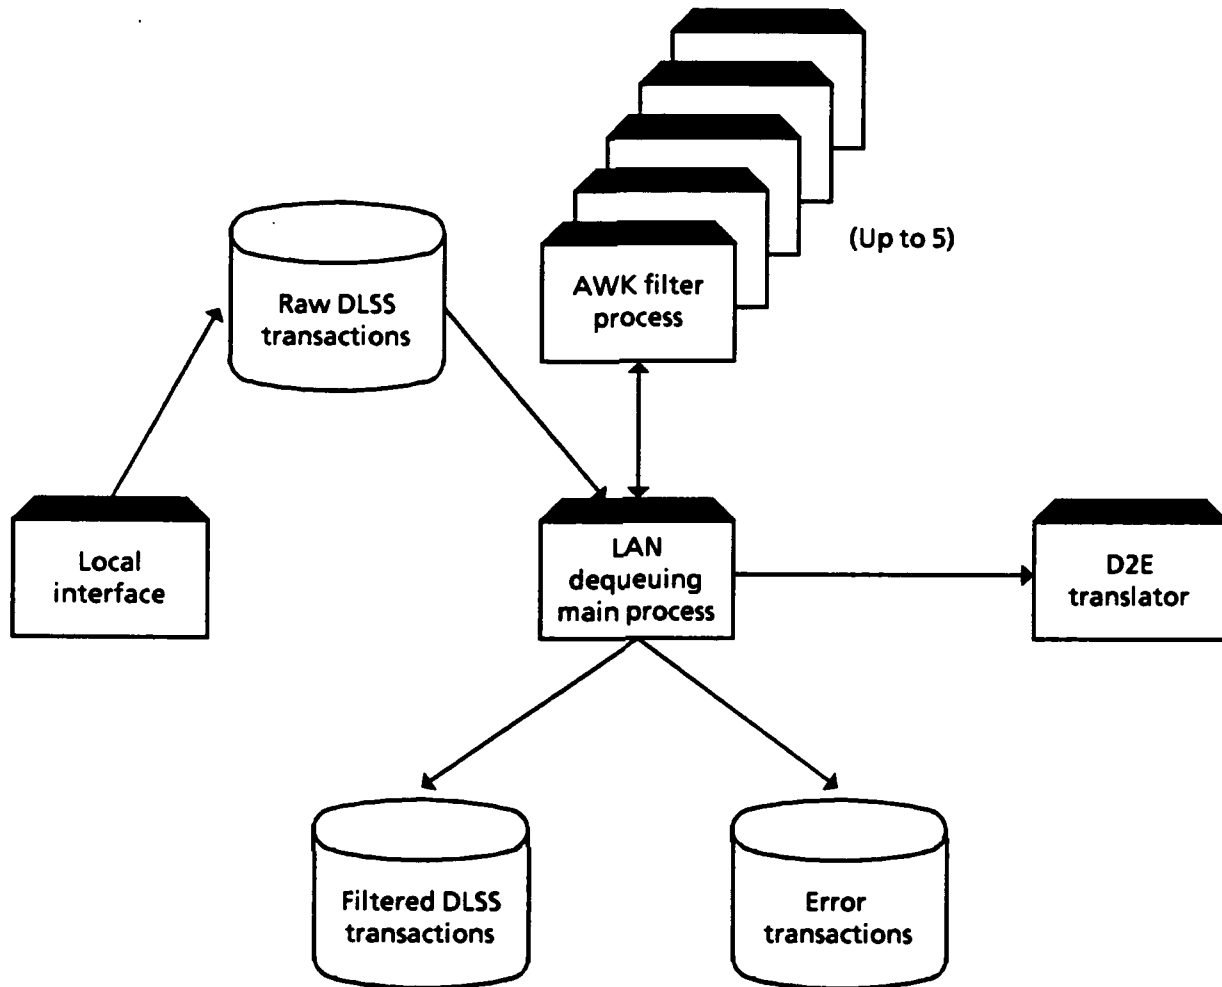 (Up to 5)
AWK filter
process
Raw DLSS
transactions
Local
interface
LAN
dequeuing
main process
D2E
translator
Filtered DLSS
transactions
Error
transactions